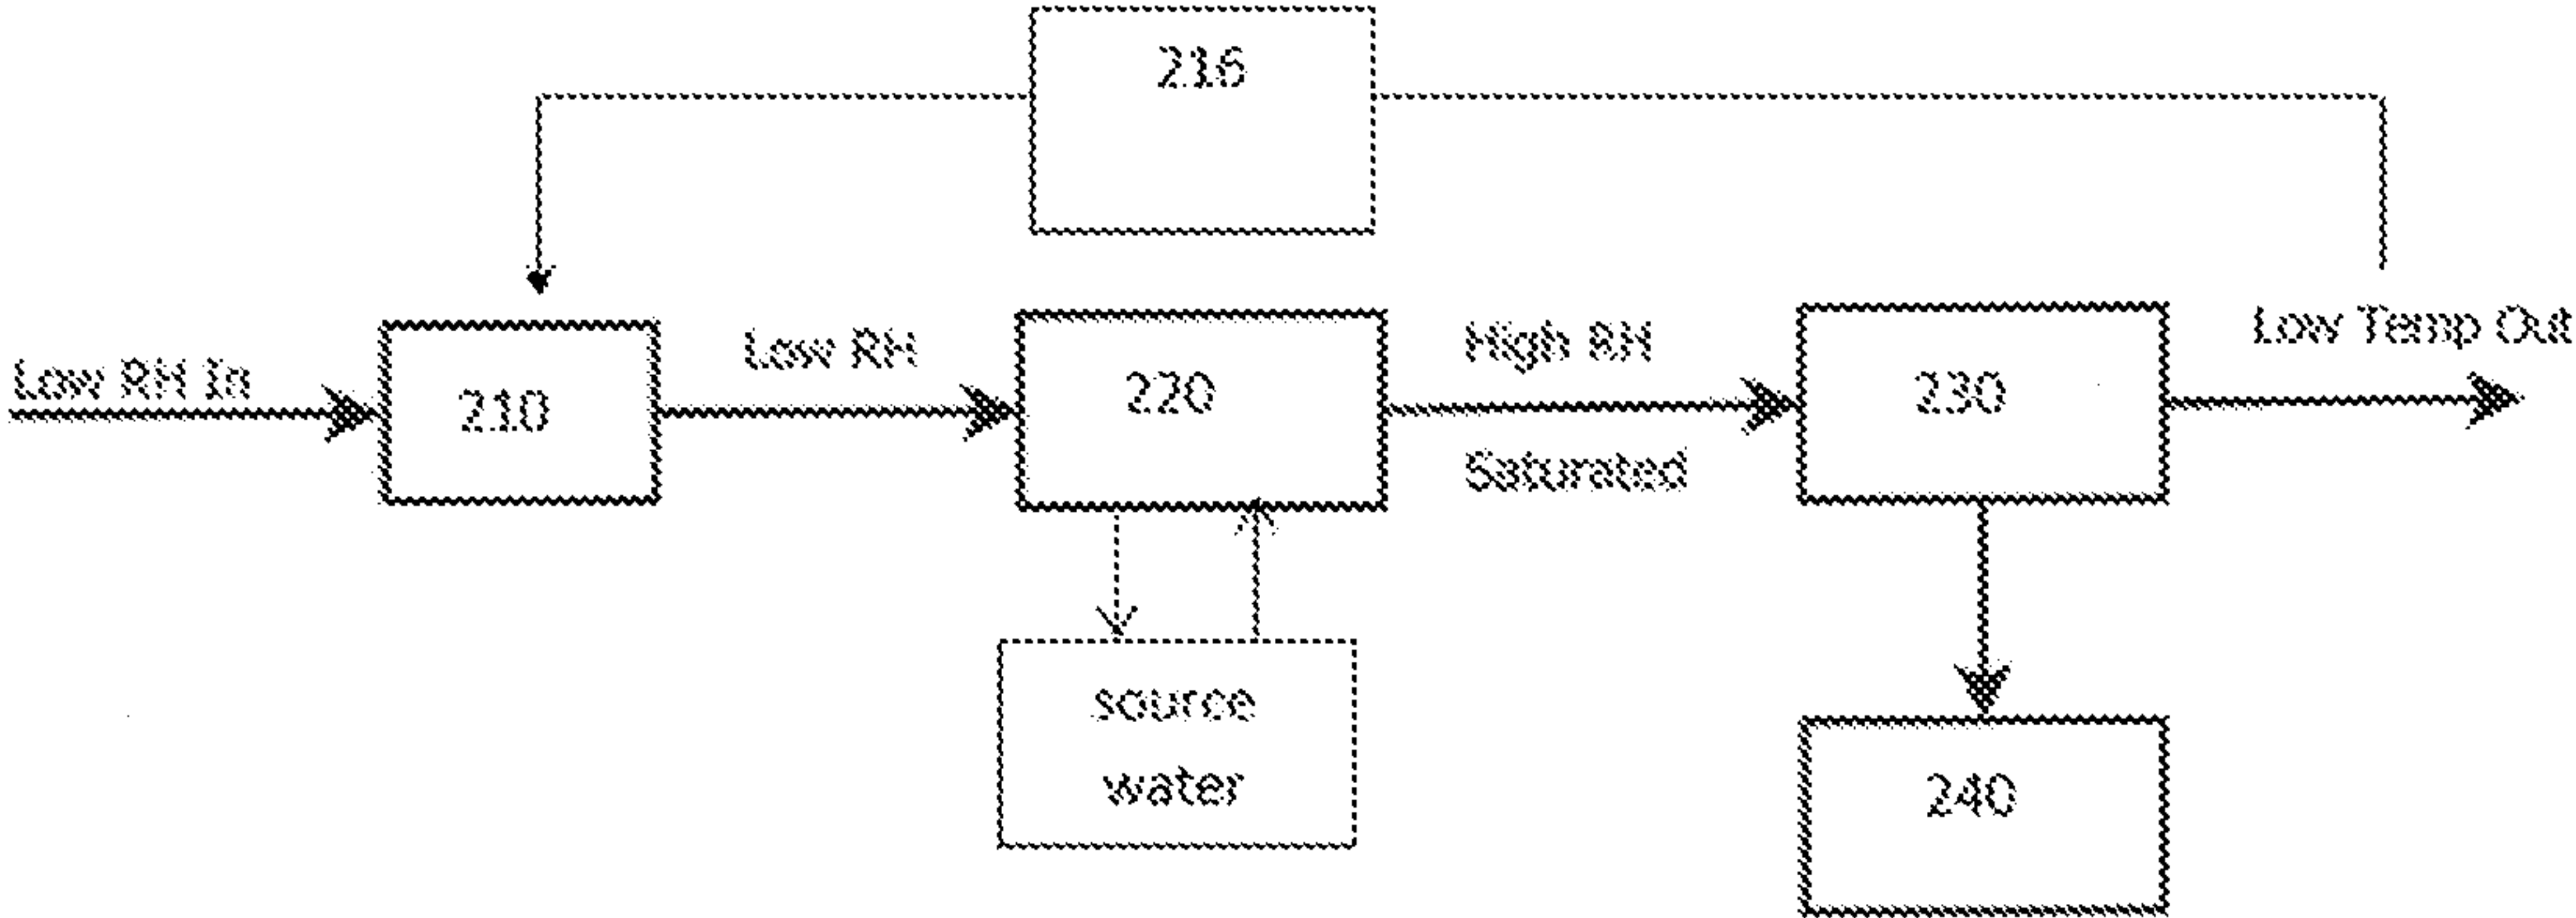 216
Low RH In
210
Low RH
220
High RH
Saturated
230
Low Temp Out
source
water
240